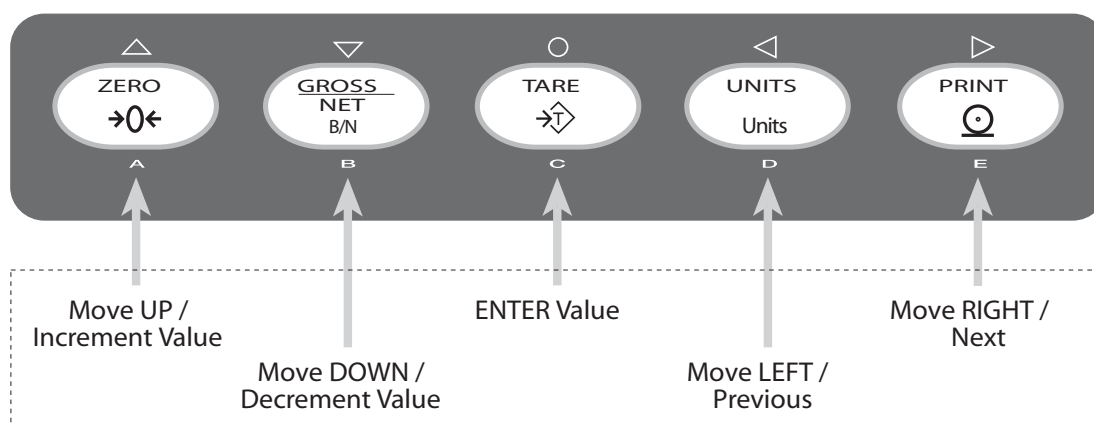 ZERO
→0←
GROSS
NET
B/N
TARE
→T
UNITS
Units
PRINT
A
B
C
D
E
Move UP /
Increment Value
Move DOWN /
Decrement Value
ENTER Value
Move LEFT /
Previous
Move RIGHT /
Next